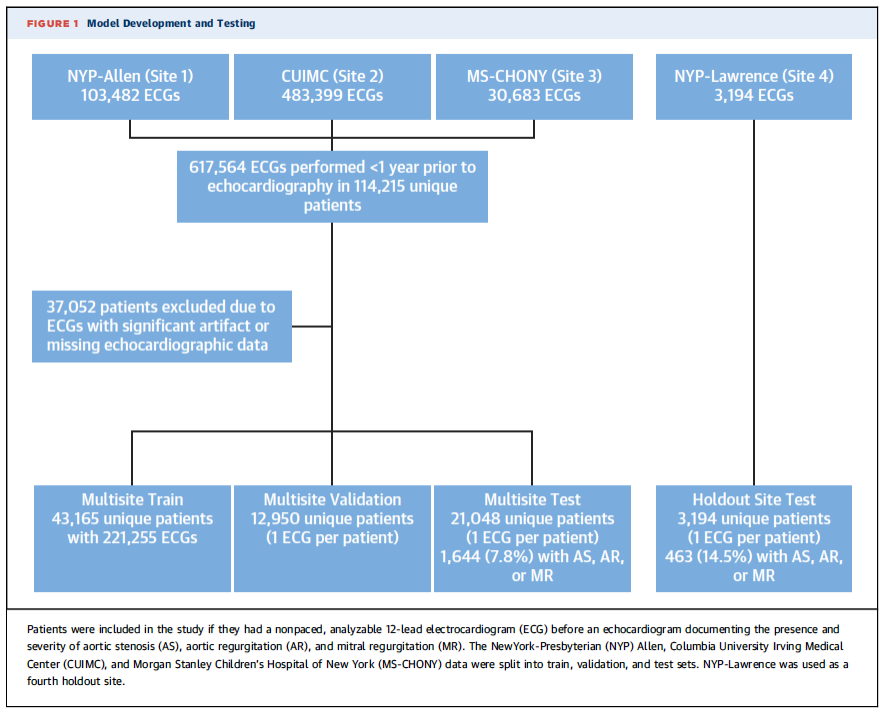 FIGURE 1 Model Development and Testing
NYP-Allen (Site 1)
103,482 ECGs
CUIMC (Site 2)
483,399 ECGs
MS-CHONY (Site 3)
30,683 ECGs
NYP-Lawrence (Site 4)
3,194 ECGs
617,564 ECGs performed <1 year prior to
echocardiography in 114,215 unique
patients
37,052 patients excluded due to
ECGs with significant artifact or
missing echocardiographic data
Multisite Train
43,165 unique patients
with 221,255 ECGs
Multisite Validation
12,950 unique patients
(1 ECG per patient)
Multisite Test
21,048 unique patients
(1 ECG per patient)
1,644 (7.8%) with AS, AR,
or MR
Holdout Site Test
3,194 unique patients
(1 ECG per patient)
463 (14.5%) with AS, AR,
or MR
Patients were included in the study if they had a nonpaced, analyzable 12-lead electrocardiogram (ECG) before an echocardiogram documenting the presence and
severity of aortic stenosis (AS), aortic regurgitation (AR), and mitral regurgitation (MR). The NewYork-Presbyterian (NYP) Allen, Columbia University Irving Medical
Center (CUIMC), and Morgan Stanley Children's Hospital of New York (MS-CHONY) data were split into train, validation, and test sets. NYP-Lawrence was used as a
fourth holdout site.